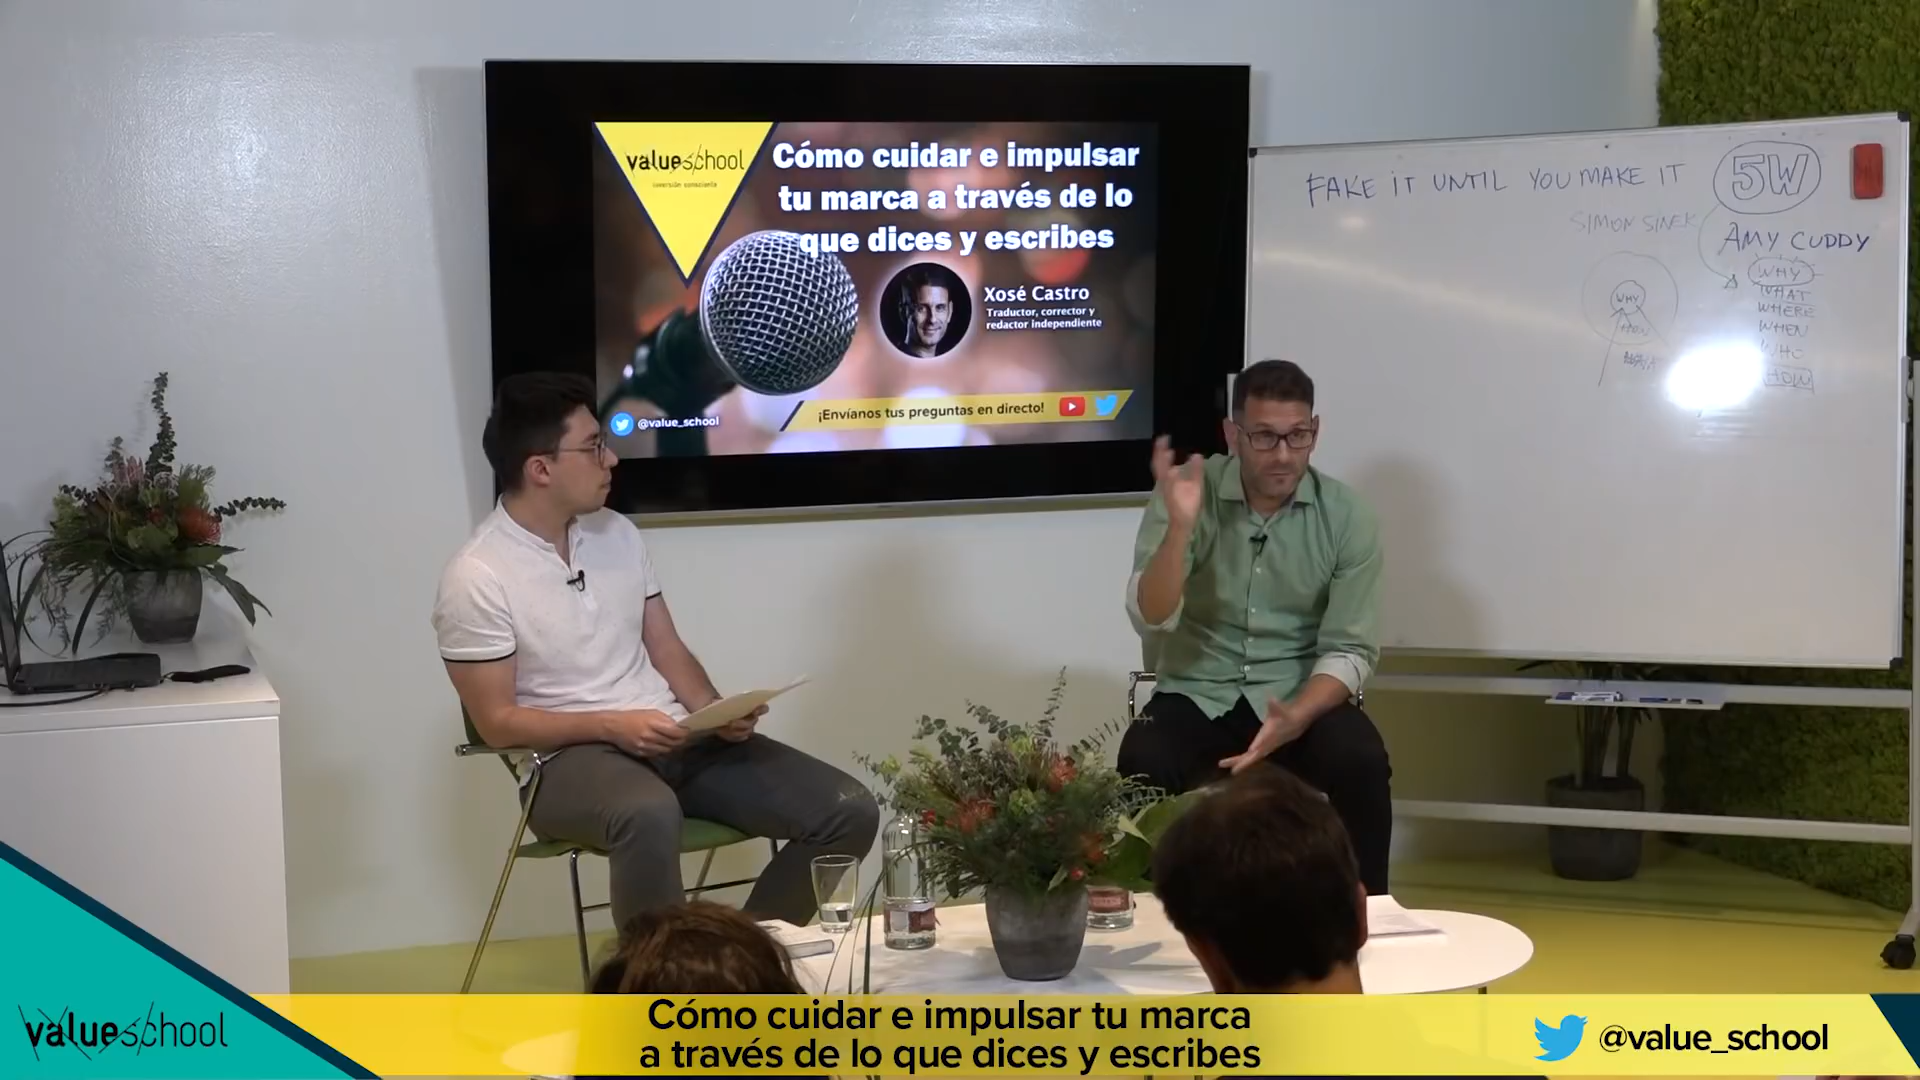 valueschool
inversión consciente
Cómo cuidar e impulsar
tu marca a través de lo
que dices y escribes
Xosé Castro
Traductor, corrector y
redactor independiente
¡Envíanos tus preguntas en directo!
@value_school
FAKE IT UNTIL YOU MAKE IT
5W
SIMON SINEK
AMY CUDDY
WHY
WHAT
WHERE
WHEN
WHO
HOW
WHY
HOW
valueschool
Cómo cuidar e impulsar tu marca
a través de lo que dices y escribes
@value_school